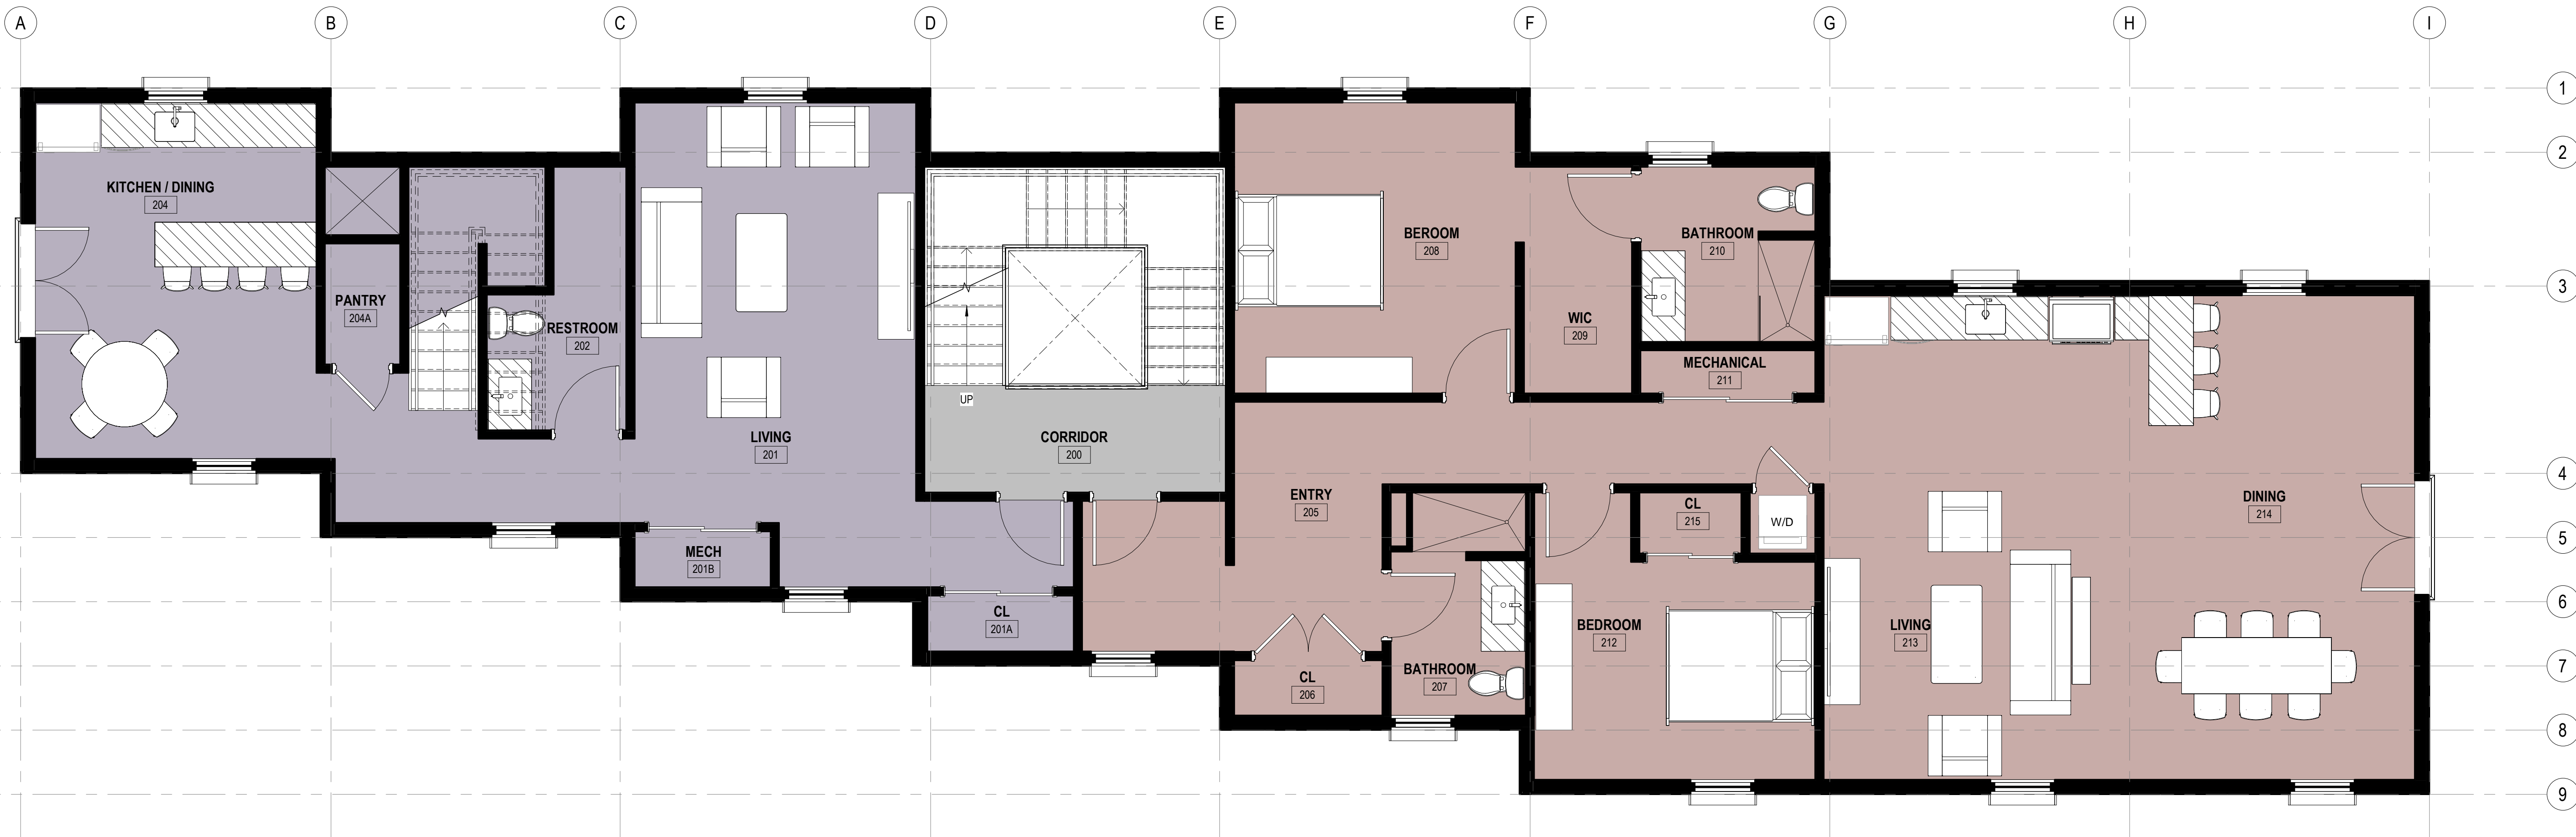 A
B
C
D
E
F
G
H
I
1
2
3
4
5
6
7
8
9
KITCHEN / DINING
204
PANTRY
204A
RESTROOM
202
LIVING
201
MECH
201B
CL
201A
UP
CORRIDOR
200
BEROOM
208
WIC
209
BATHROOM
210
MECHANICAL
211
ENTRY
205
CL
206
BATHROOM
207
CL
215
W/D
BEDROOM
212
LIVING
213
DINING
214